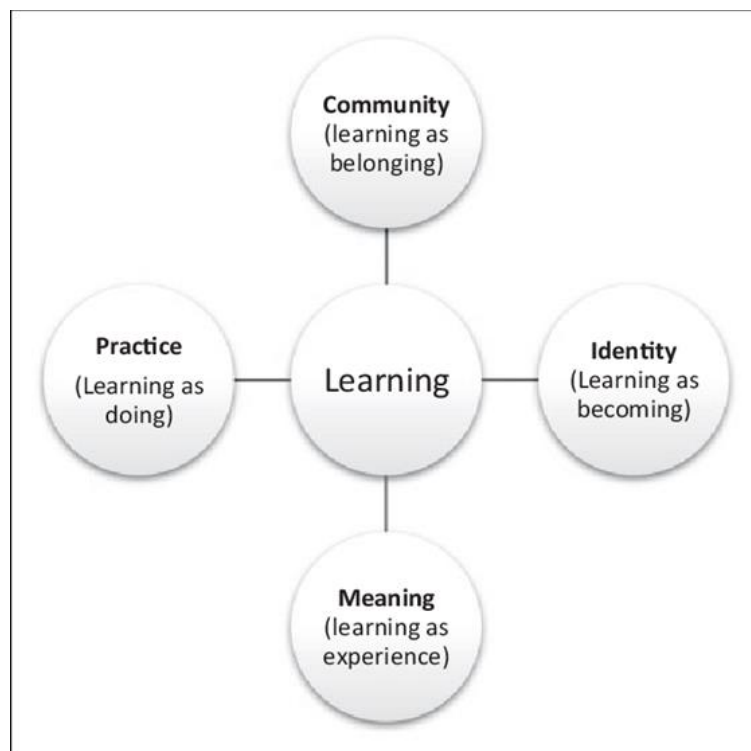 Community
(learning as
belonging)
Practice
(Learning as
doing)
Learning
Identity
(Learning as
becoming)
Meaning
(learning as
experience)